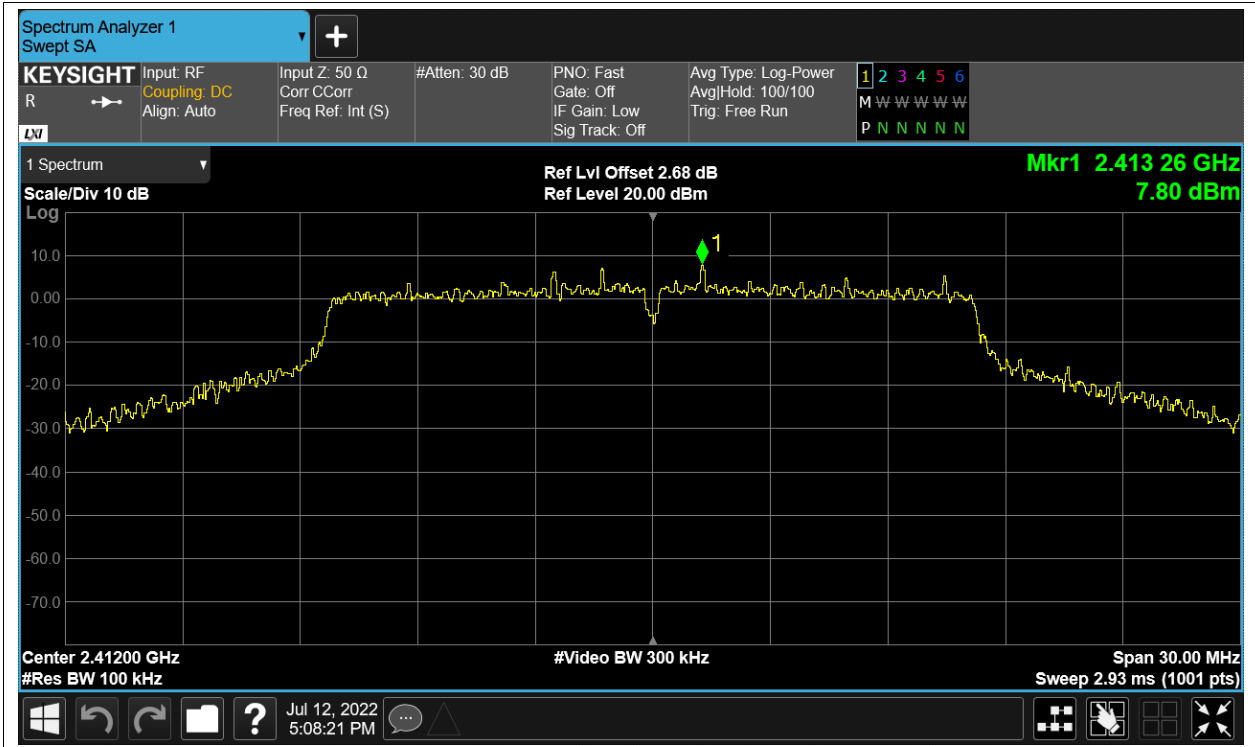 Spectrum Analyzer 1
Swept SA
KEYSIGHT
R
LXI
Input: RF
Coupling: DC
Align: Auto
Input Z: 50 Ω
Corr CCorr
Freq Ref: Int (S)
#Atten: 30 dB
PNO: Fast
Gate: Off
IF Gain: Low
Sig Track: Off
Avg Type: Log-Power
Avg|Hold: 100/100
Trig: Free Run
1 2 3 4 5 6
M W W W W W
P N N N N N
1 Spectrum
Scale/Div 10 dB
Log
Ref Lvl Offset 2.68 dB
Ref Level 20.00 dBm
Mkr1 2.413 26 GHz
7.80 dBm
1
10.0
0.00
-10.0
-20.0
-30.0
-40.0
-50.0
-60.0
-70.0
Center 2.41200 GHz
#Res BW 100 kHz
#Video BW 300 kHz
Span 30.00 MHz
Sweep 2.93 ms (1001 pts)
?
Jul 12, 2022
5:08:21 PM